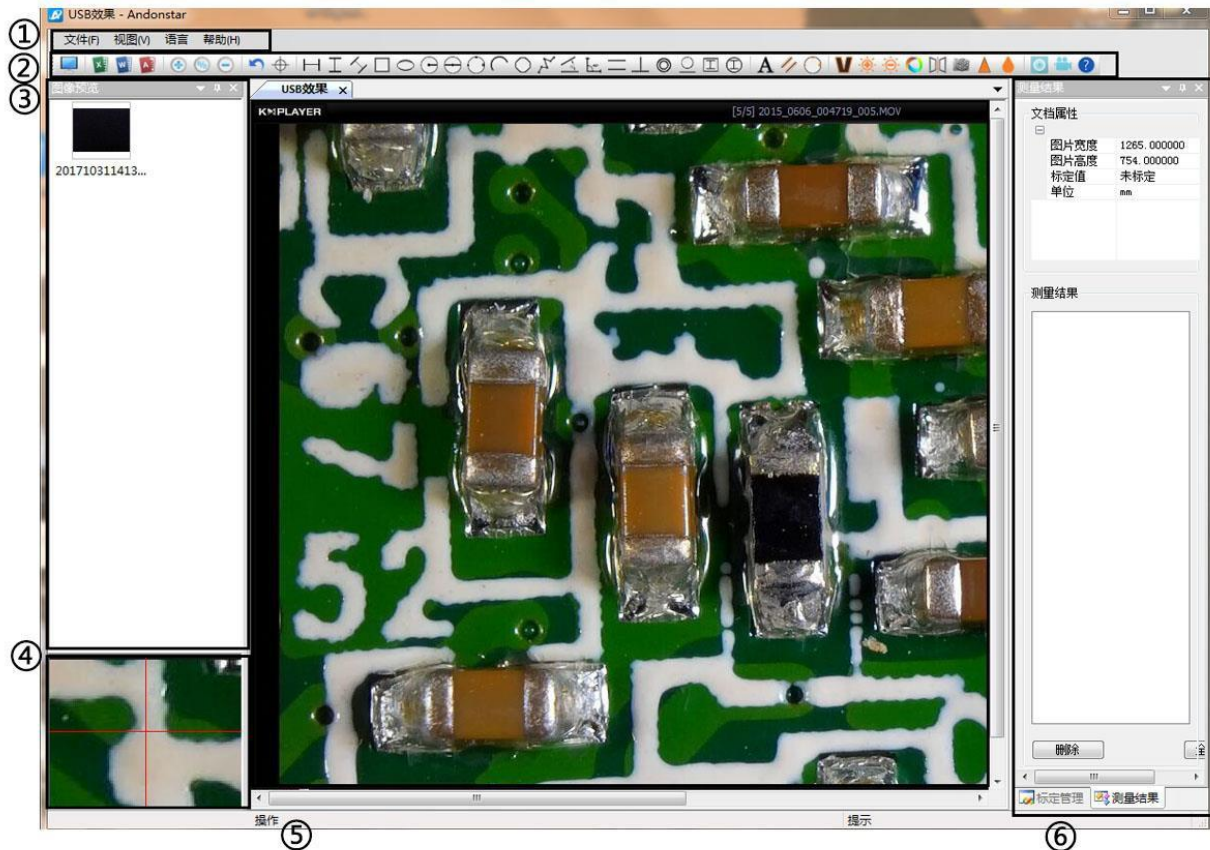 USB效果 - Andonstar
① 文件(F) 视图(V) 语言 帮助(H)
②
A V ?
③ 图像预览
USB效果 x
测量结果
KMPLAYER [5/5] 2015_0606_004719_005.MOV
201710311413...
文档属性
图片宽度 1265.000000
图片高度 754.000000
标定值 未标定
单位 mm
测量结果
52
④
删除 全
标定管理 测量结果
操作 提示
⑤ ⑥